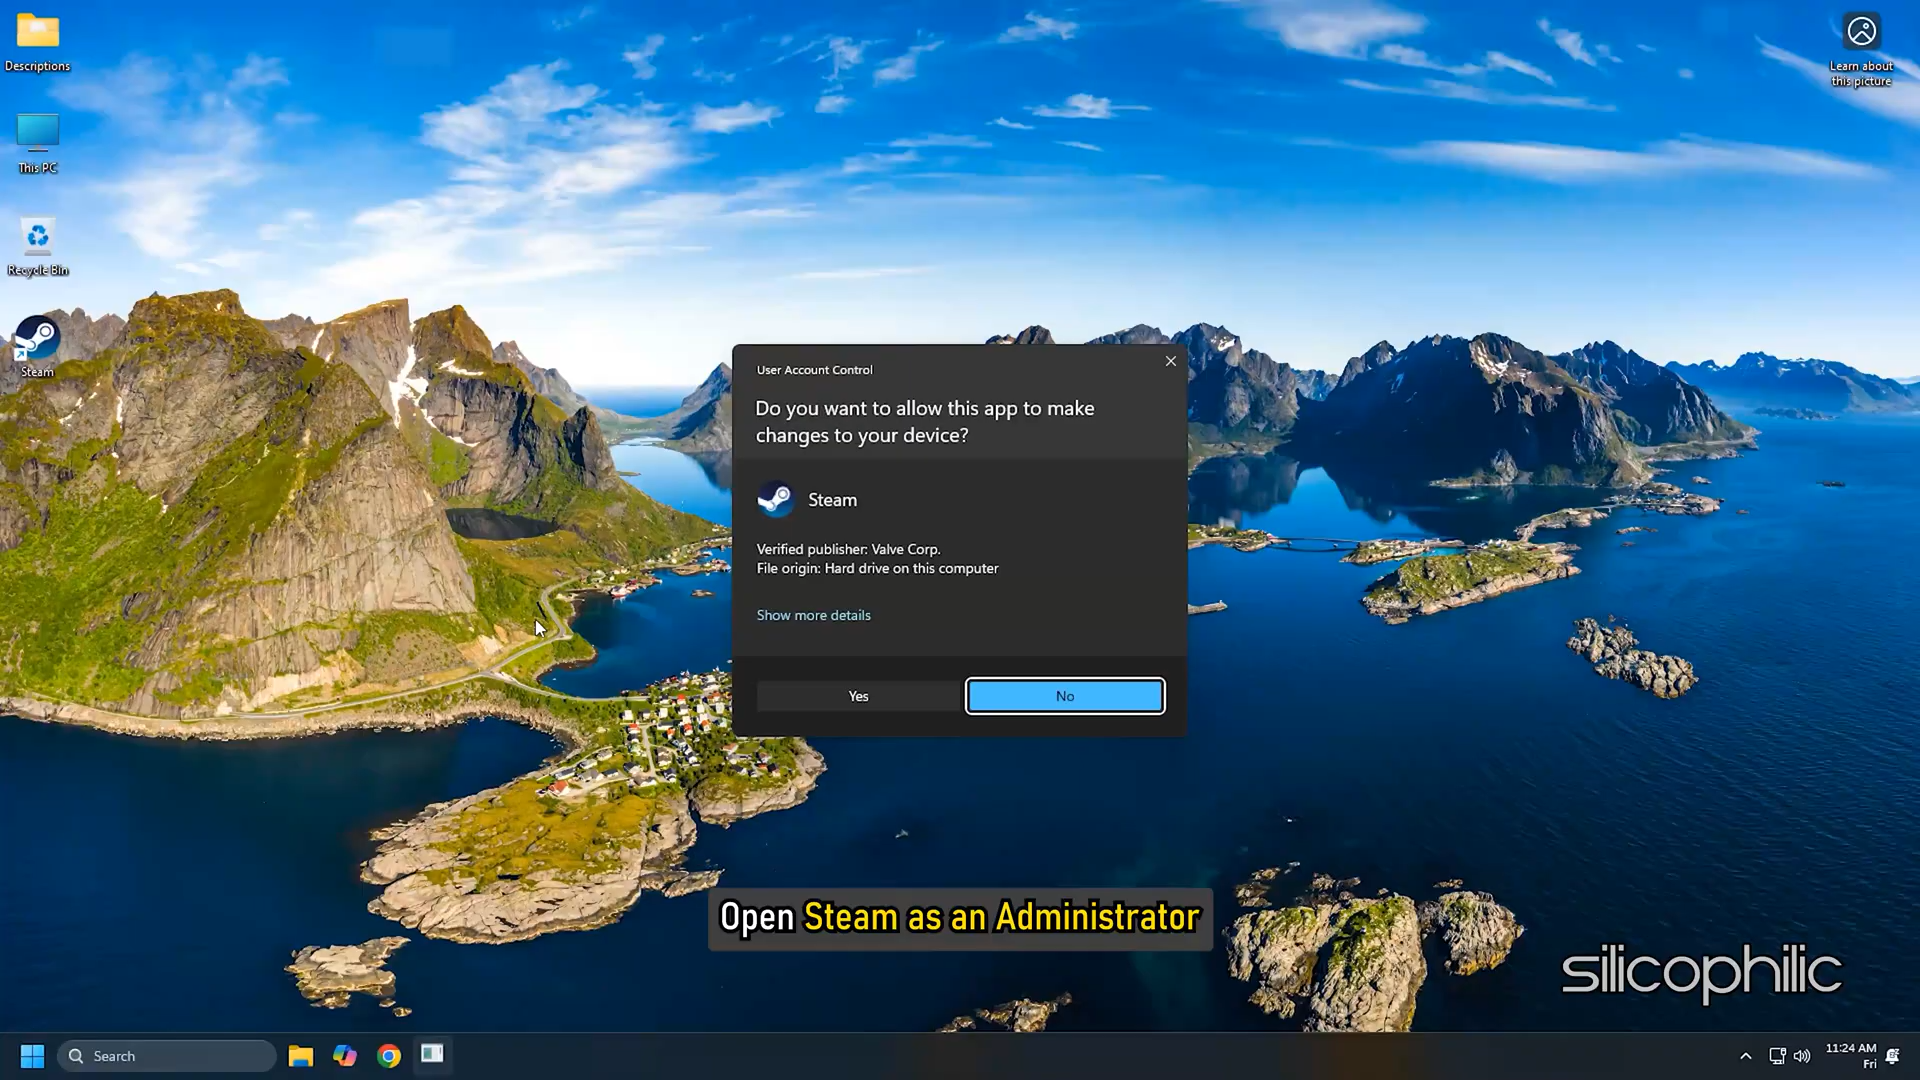 Descriptions
This PC
Recycle Bin
Steam
Learn about
this picture
User Account Control
Do you want to allow this app to make
changes to your device?
Steam
Verified publisher: Valve Corp.
File origin: Hard drive on this computer
Show more details
Yes
No
Open Steam as an Administrator
silicophilic
Search
11:24 AM
Fri